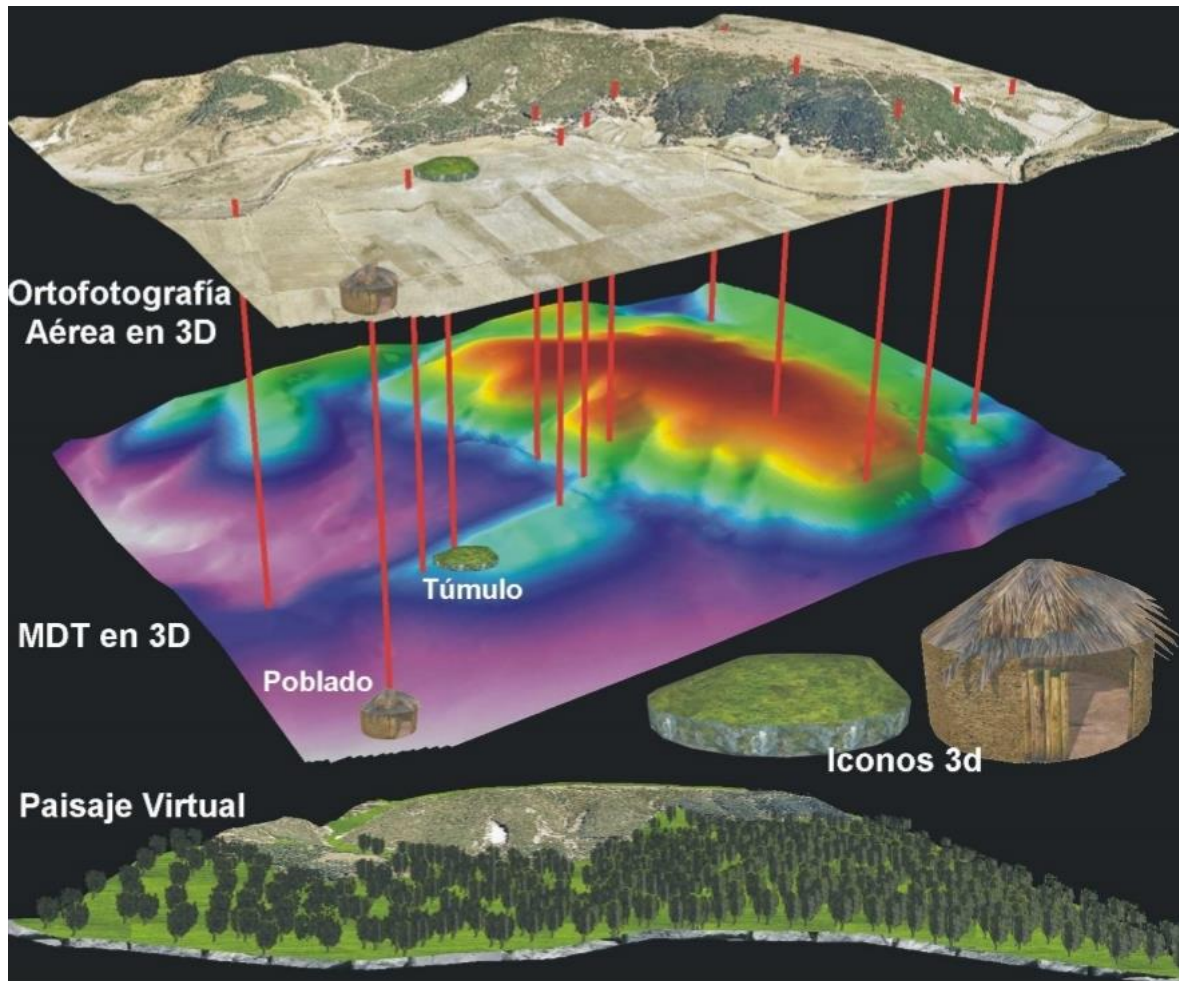 Ortofotografía
Aérea en 3D
Túmulo
MDT en 3D
Poblado
Iconos 3d
Paisaje Virtual